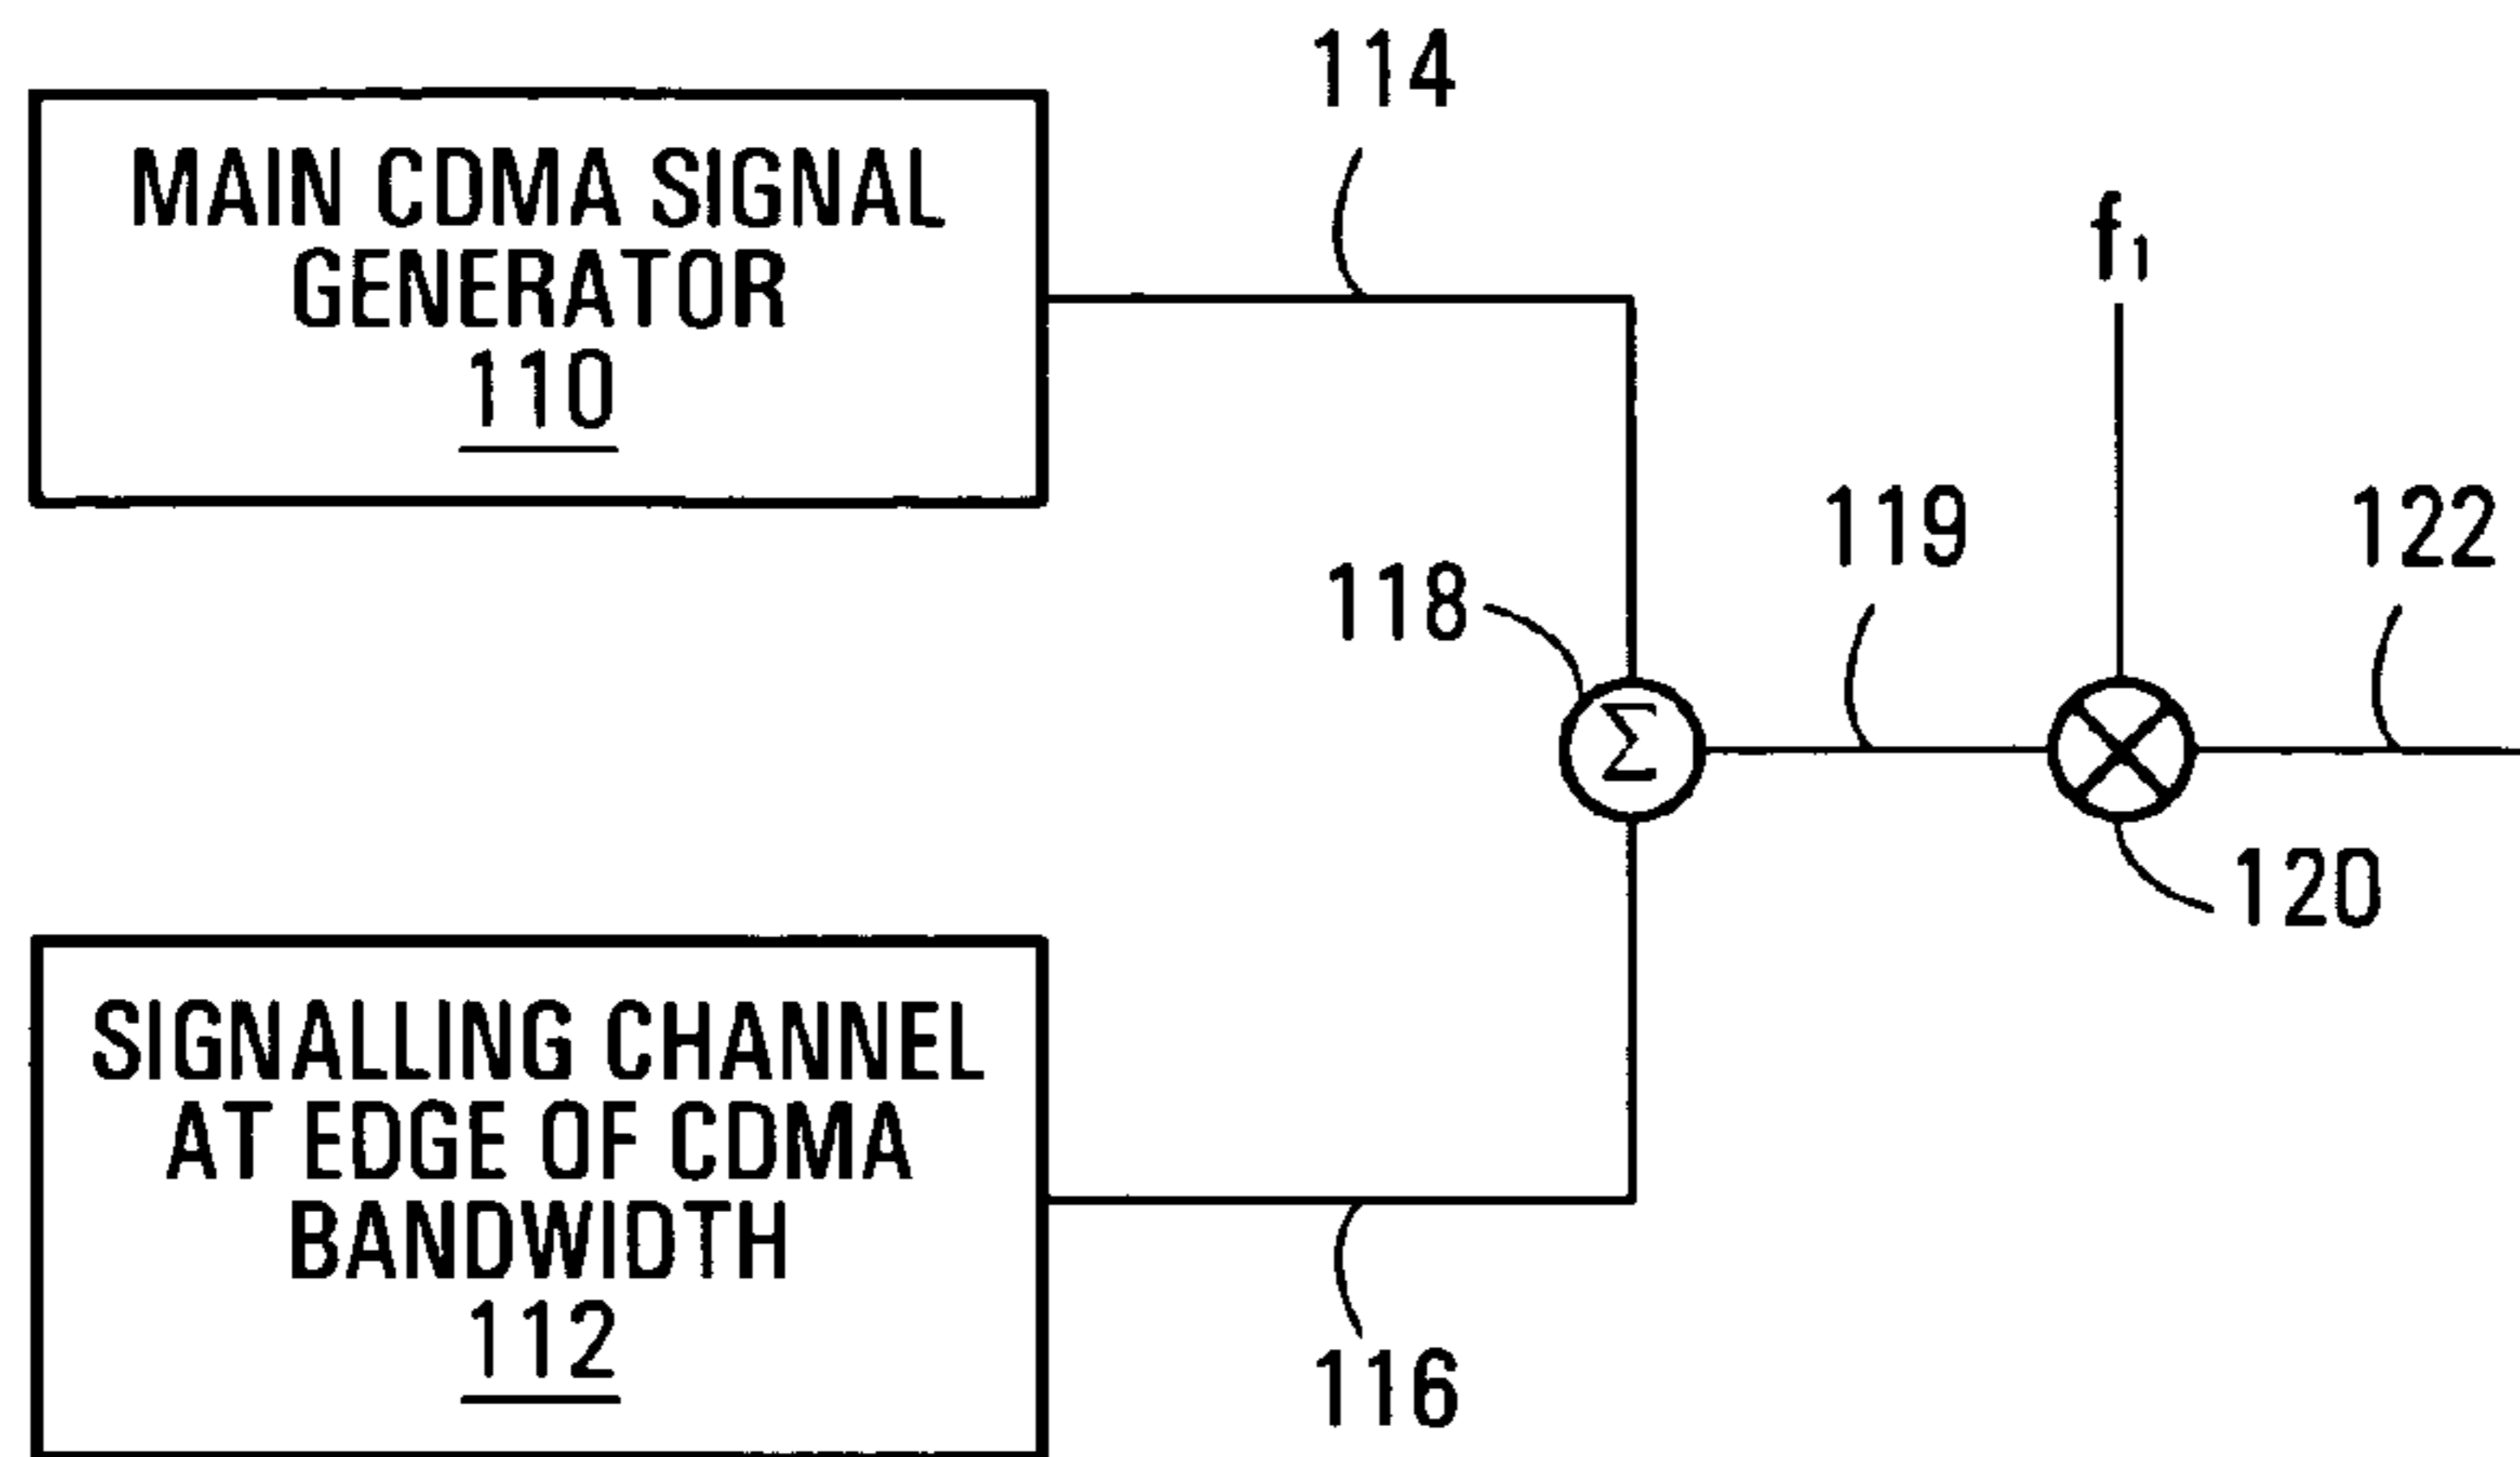 114
MAIN CDMA SIGNAL
GENERATOR
110
f₁
119
122
118
Σ
120
SIGNALLING CHANNEL
AT EDGE OF CDMA
BANDWIDTH
112
116